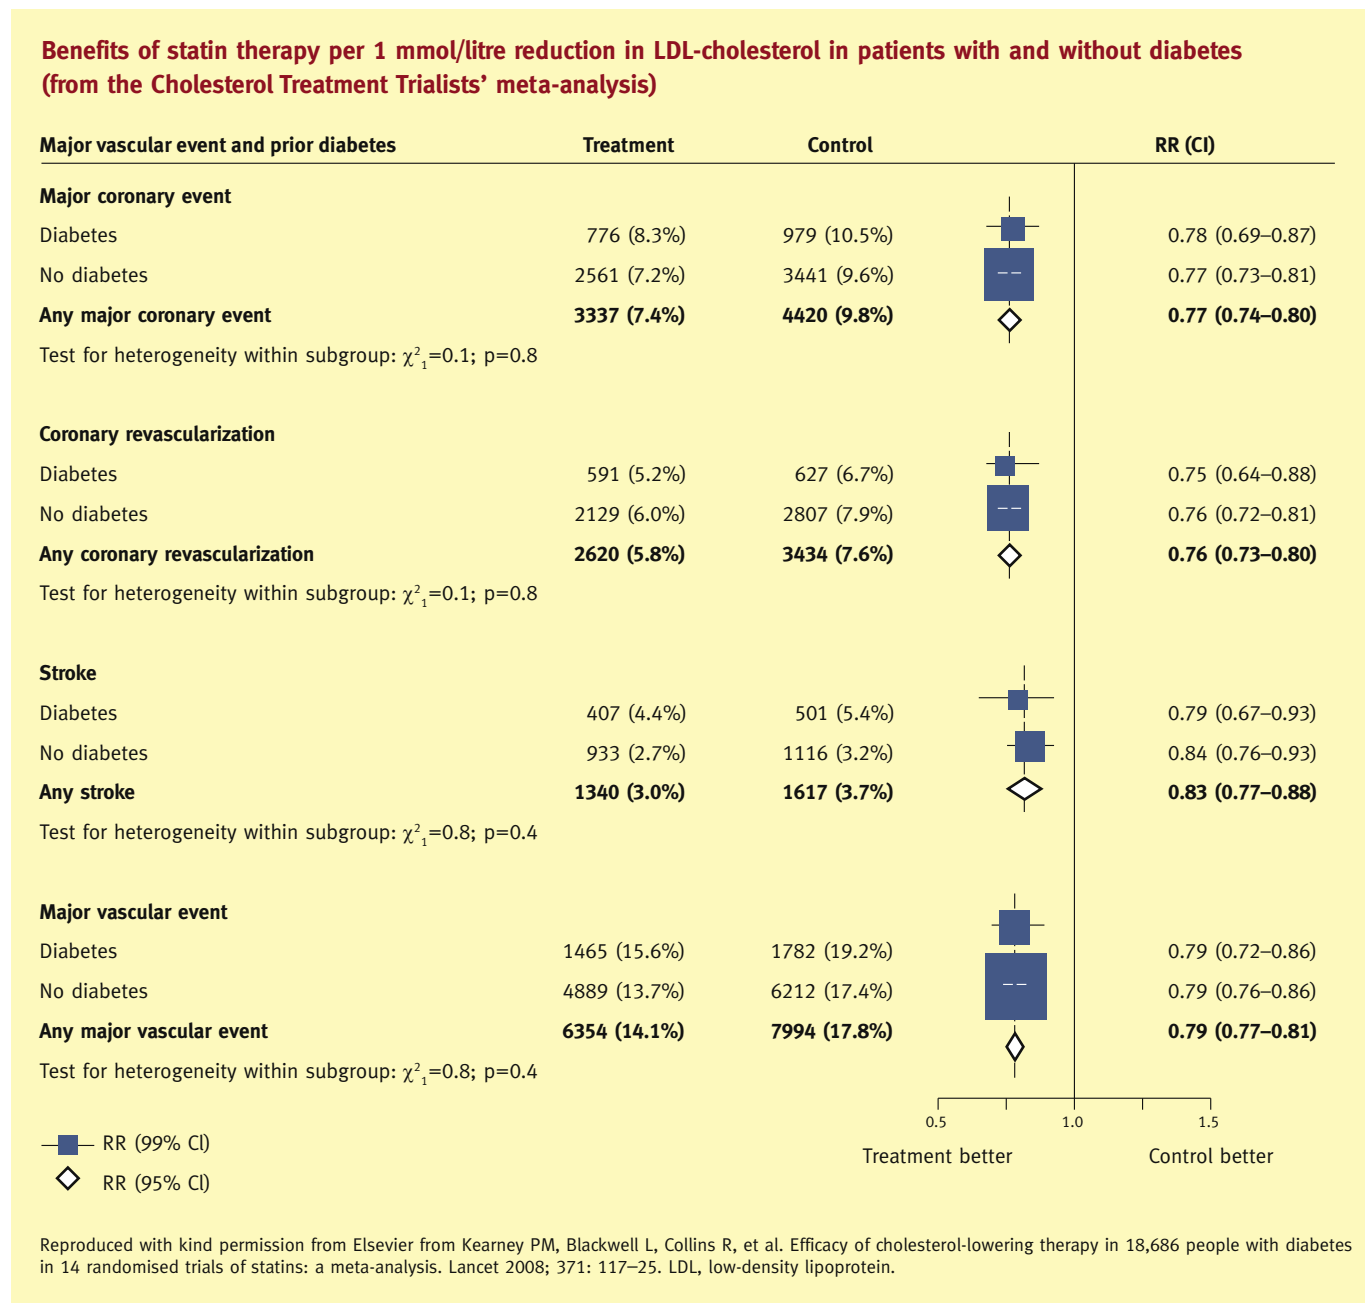 Benefits of statin therapy per 1 mmol/litre reduction in LDL-cholesterol in patients with and without diabetes
(from the Cholesterol Treatment Trialists’ meta-analysis)
Major vascular event and prior diabetes Treatment Control RR (CI)
Major coronary event
Diabetes 776 (8.3%) 979 (10.5%) 0.78 (0.69–0.87)
No diabetes 2561 (7.2%) 3441 (9.6%) 0.77 (0.73–0.81)
Any major coronary event 3337 (7.4%) 4420 (9.8%) 0.77 (0.74–0.80)
Test for heterogeneity within subgroup: χ²₁=0.1; p=0.8
Coronary revascularization
Diabetes 591 (5.2%) 627 (6.7%) 0.75 (0.64–0.88)
No diabetes 2129 (6.0%) 2807 (7.9%) 0.76 (0.72–0.81)
Any coronary revascularization 2620 (5.8%) 3434 (7.6%) 0.76 (0.73–0.80)
Test for heterogeneity within subgroup: χ²₁=0.1; p=0.8
Stroke
Diabetes 407 (4.4%) 501 (5.4%) 0.79 (0.67–0.93)
No diabetes 933 (2.7%) 1116 (3.2%) 0.84 (0.76–0.93)
Any stroke 1340 (3.0%) 1617 (3.7%) 0.83 (0.77–0.88)
Test for heterogeneity within subgroup: χ²₁=0.8; p=0.4
Major vascular event
Diabetes 1465 (15.6%) 1782 (19.2%) 0.79 (0.72–0.86)
No diabetes 4889 (13.7%) 6212 (17.4%) 0.79 (0.76–0.86)
Any major vascular event 6354 (14.1%) 7994 (17.8%) 0.79 (0.77–0.81)
Test for heterogeneity within subgroup: χ²₁=0.8; p=0.4
0.5 1.0 1.5
Treatment better Control better
RR (99% Cl)
RR (95% Cl)
Reproduced with kind permission from Elsevier from Kearney PM, Blackwell L, Collins R, et al. Efficacy of cholesterol-lowering therapy in 18,686 people with diabetes
in 14 randomised trials of statins: a meta-analysis. Lancet 2008; 371: 117–25. LDL, low-density lipoprotein.